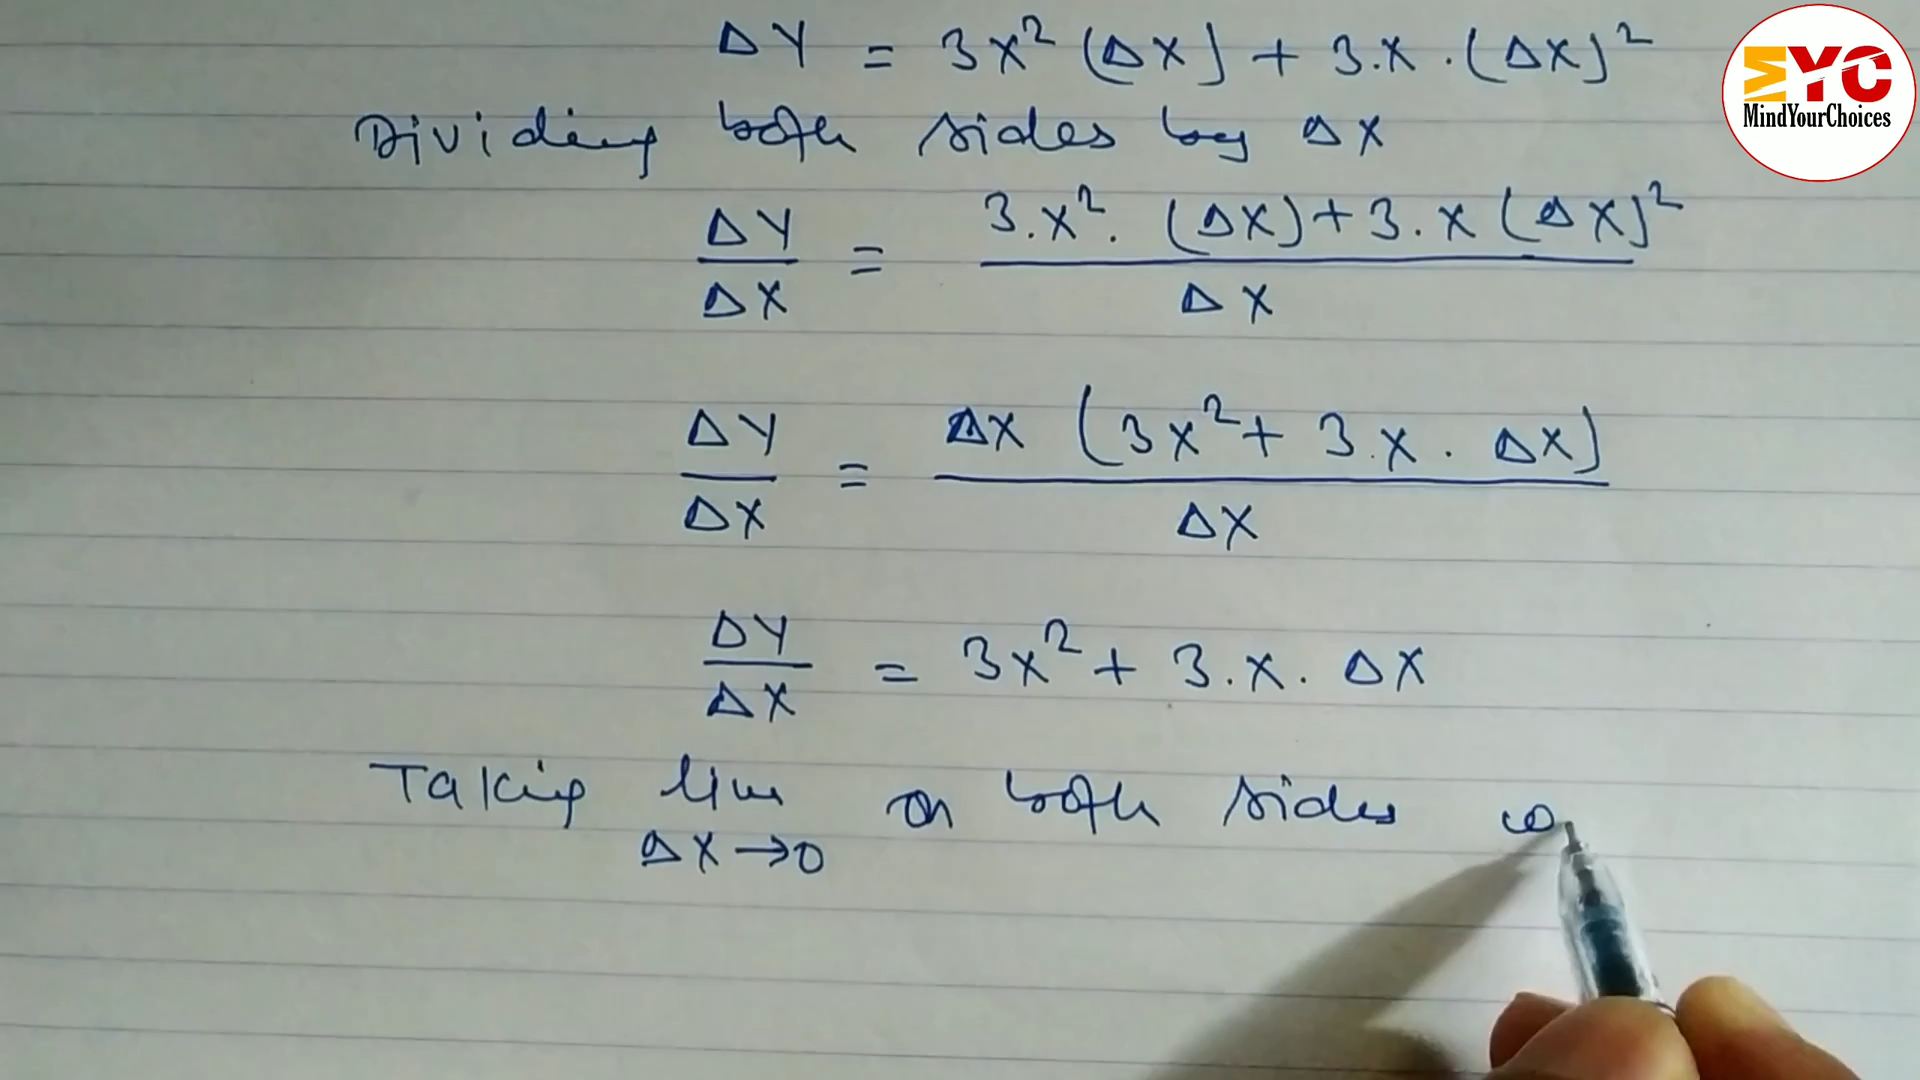 ΔY = 3X² (ΔX) + 3.X . (ΔX)²
MYC
MindYourChoices
Dividing both sides by ΔX
ΔY/ΔX = 3.X². (ΔX) + 3.X (ΔX)² / ΔX
ΔY/ΔX = ΔX (3X² + 3.X . ΔX) / ΔX
ΔY/ΔX = 3X² + 3.X. ΔX
Taking lim on both sides
ΔX→0